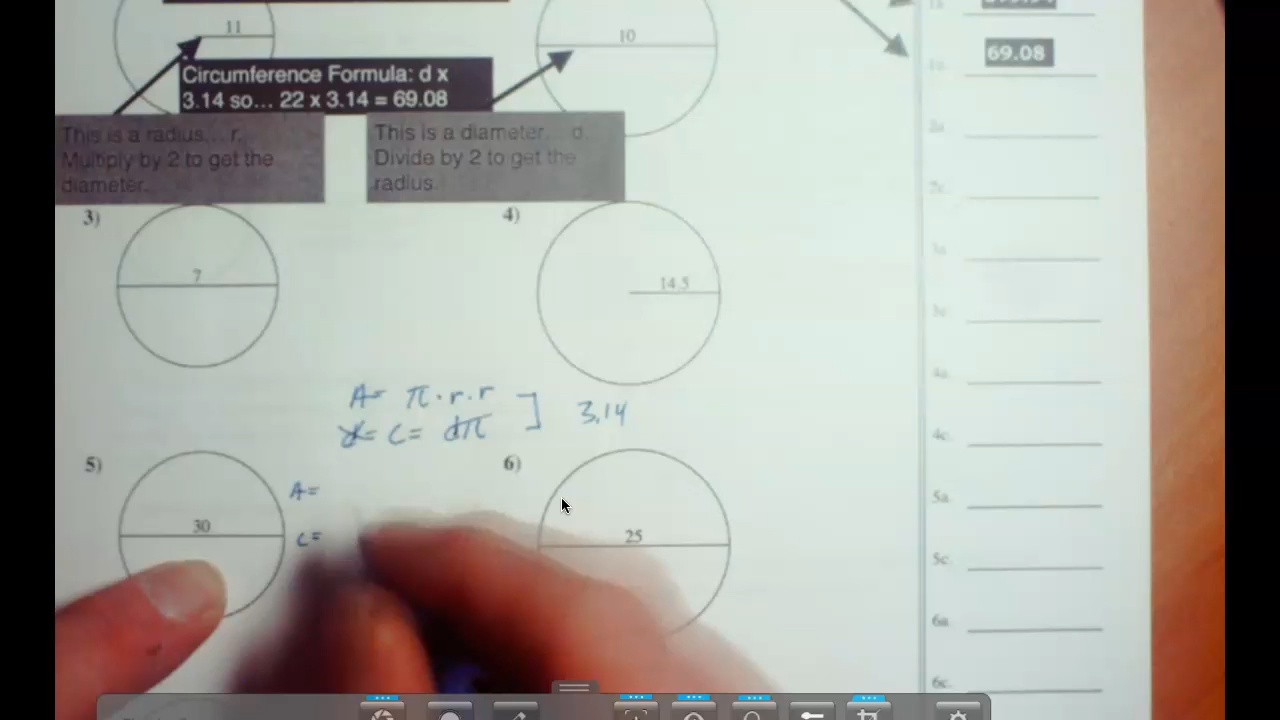 11
10
69.08
Circumference Formula: d x
3.14 so... 22 x 3.14 = 69.08
This is a radius,... r.
Multiply by 2 to get the
diameter.
This is a diameter,... d.
Divide by 2 to get the
radius.
2a.
2c.
3)
7
4)
14.5
3a.
3c.
4a.
A= π·r·r
C= dπ
3.14
4c.
5)
30
A=
C=
6)
25
5a.
5c.
6a.
6c.